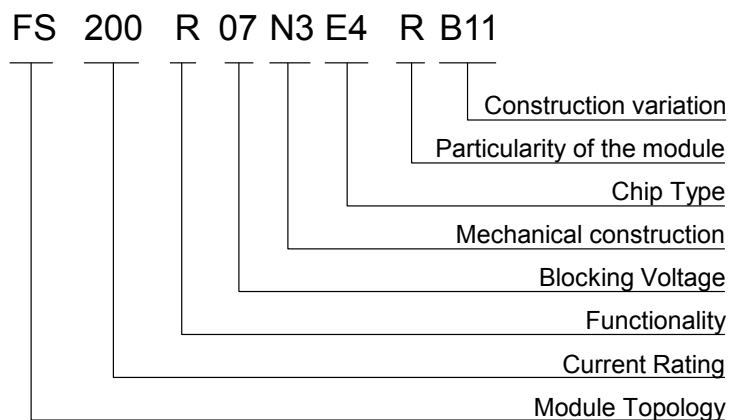 FS 200 R 07 N3 E4 R B11
Construction variation
Particularity of the module
Chip Type
Mechanical construction
Blocking Voltage
Functionality
Current Rating
Module Topology